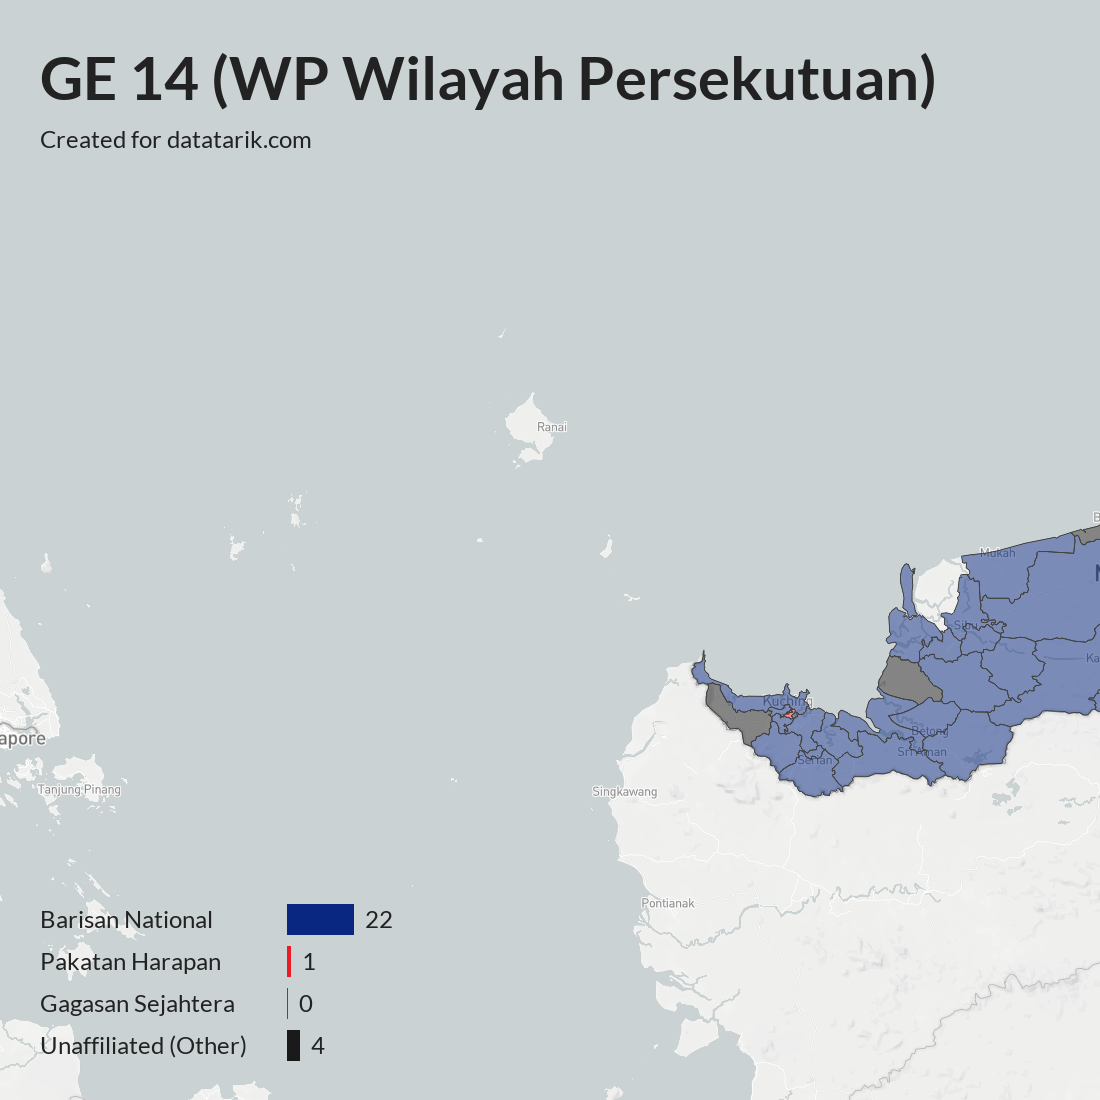 GE 14 (WP Wilayah Persekutuan)
Created for datatarik.com
Ranai
B
Mukah
Sibu
Ka
Kuching
Betong
Sri Aman
Serian
apore
Tanjung Pinang
Singkawang
Pontianak
Barisan National 22
Pakatan Harapan 1
Gagasan Sejahtera 0
Unaffiliated (Other) 4